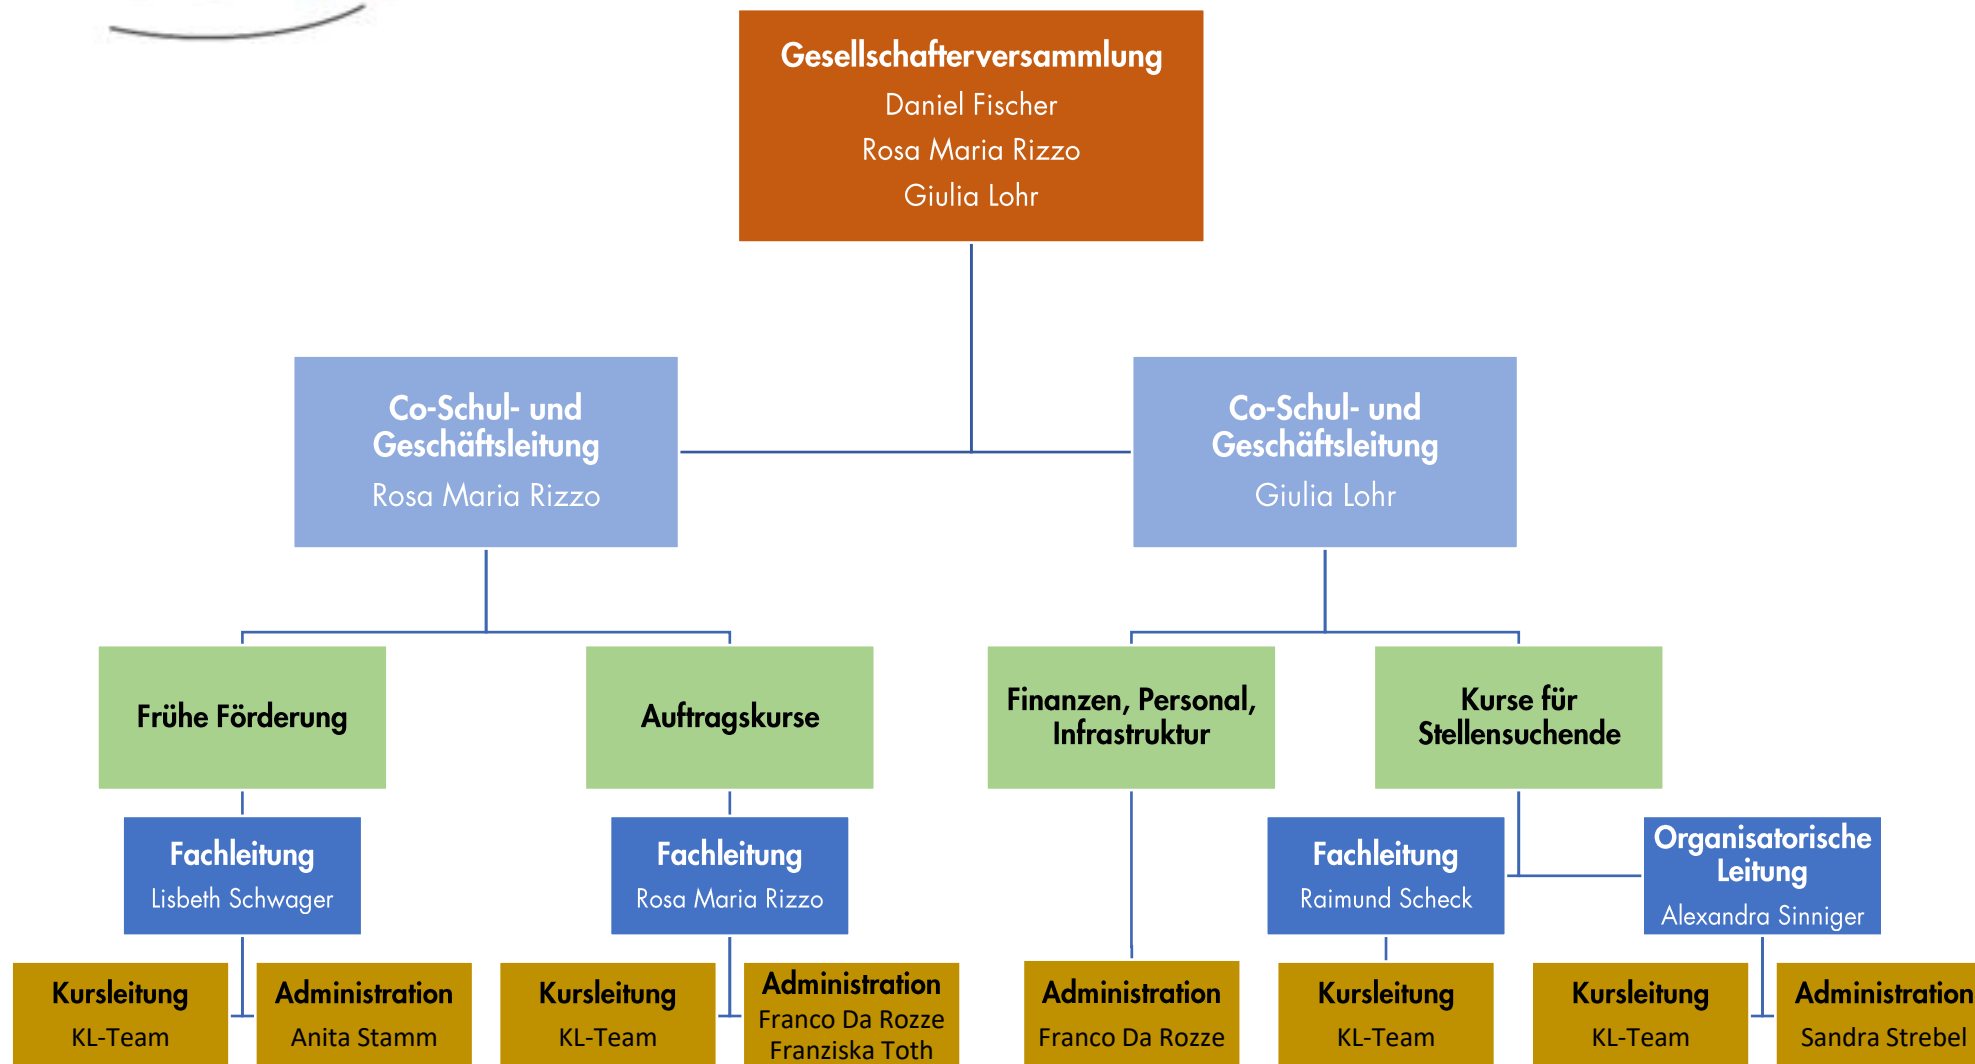 Gesellschafterversammlung
Daniel Fischer
Rosa Maria Rizzo
Giulia Lohr
Co-Schul- und
Geschäftsleitung
Rosa Maria Rizzo
Co-Schul- und
Geschäftsleitung
Giulia Lohr
Frühe Förderung
Auftragskurse
Finanzen, Personal,
Infrastruktur
Kurse für
Stellensuchende
Fachleitung
Lisbeth Schwager
Fachleitung
Rosa Maria Rizzo
Fachleitung
Raimund Scheck
Organisatorische
Leitung
Alexandra Sinniger
Kursleitung
KL-Team
Administration
Anita Stamm
Kursleitung
KL-Team
Administration
Franco Da Rozze
Franziska Toth
Administration
Franco Da Rozze
Kursleitung
KL-Team
Kursleitung
KL-Team
Administration
Sandra Strebel